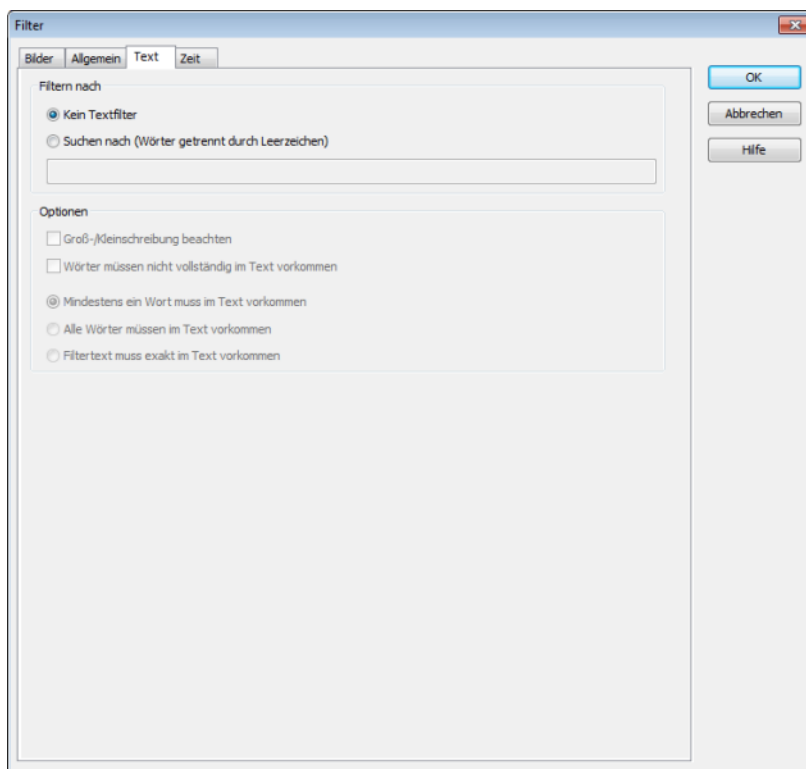 Filter
Bilder Allgemein Text Zeit
Filtern nach
Kein Textfilter
Suchen nach (Wörter getrennt durch Leerzeichen)
Optionen
Groß-/Kleinschreibung beachten
Wörter müssen nicht vollständig im Text vorkommen
Mindestens ein Wort muss im Text vorkommen
Alle Wörter müssen im Text vorkommen
Filtertext muss exakt im Text vorkommen
OK
Abbrechen
Hilfe